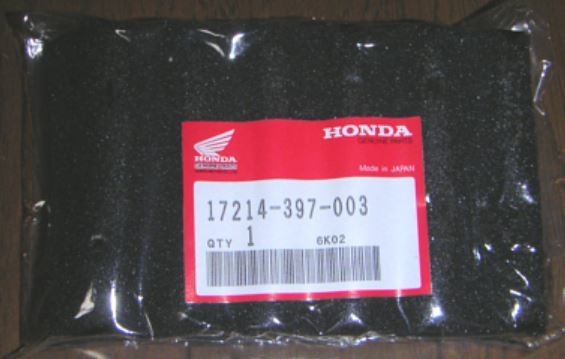 HONDA
HONDA
GENUINE PARTS
Made in JAPAN
17214-397-003
QTY 1 6K02